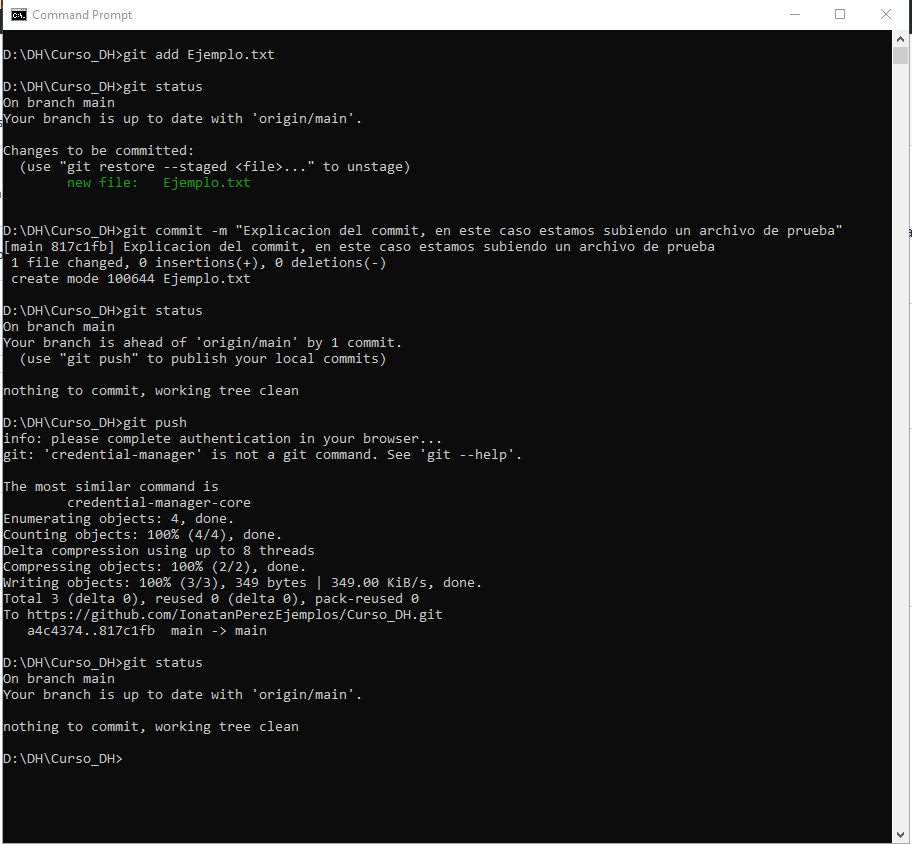 Command Prompt
D:\DH\Curso_DH>git add Ejemplo.txt
D:\DH\Curso_DH>git status
On branch main
Your branch is up to date with 'origin/main'.
Changes to be committed:
  (use "git restore --staged <file>..." to unstage)
        new file:   Ejemplo.txt
D:\DH\Curso_DH>git commit -m "Explicacion del commit, en este caso estamos subiendo un archivo de prueba"
[main 817c1fb] Explicacion del commit, en este caso estamos subiendo un archivo de prueba
 1 file changed, 0 insertions(+), 0 deletions(-)
 create mode 100644 Ejemplo.txt
D:\DH\Curso_DH>git status
On branch main
Your branch is ahead of 'origin/main' by 1 commit.
  (use "git push" to publish your local commits)
nothing to commit, working tree clean
D:\DH\Curso_DH>git push
info: please complete authentication in your browser...
git: 'credential-manager' is not a git command. See 'git --help'.
The most similar command is
        credential-manager-core
Enumerating objects: 4, done.
Counting objects: 100% (4/4), done.
Delta compression using up to 8 threads
Compressing objects: 100% (2/2), done.
Writing objects: 100% (3/3), 349 bytes | 349.00 KiB/s, done.
Total 3 (delta 0), reused 0 (delta 0), pack-reused 0
To https://github.com/IonatanPerezEjemplos/Curso_DH.git
   a4c4374..817c1fb  main -> main
D:\DH\Curso_DH>git status
On branch main
Your branch is up to date with 'origin/main'.
nothing to commit, working tree clean
D:\DH\Curso_DH>